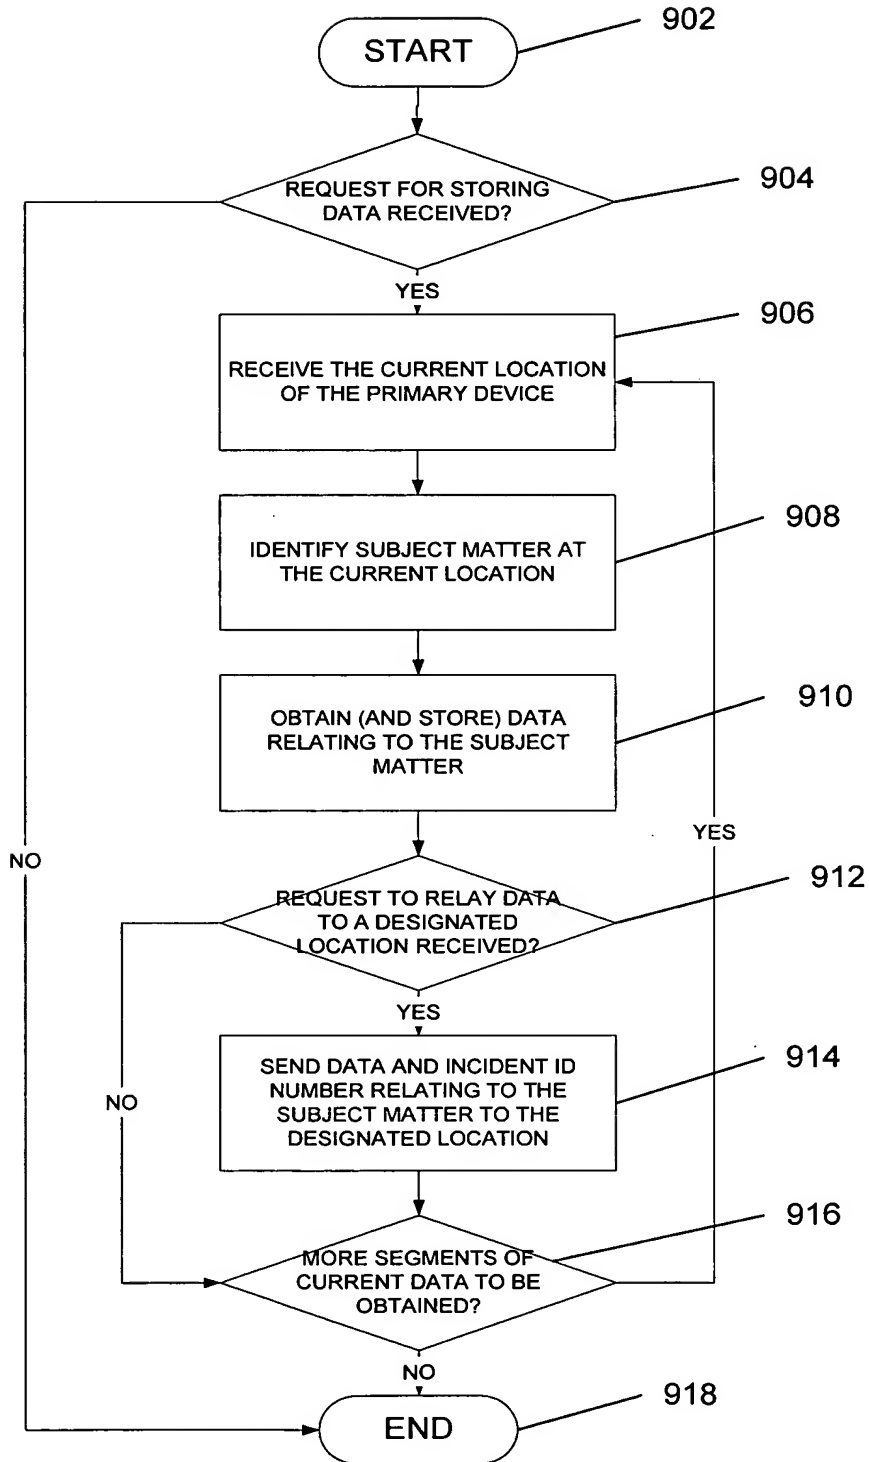 902
START
904
REQUEST FOR STORING
DATA RECEIVED?
YES
906
RECEIVE THE CURRENT LOCATION
OF THE PRIMARY DEVICE
908
IDENTIFY SUBJECT MATTER AT
THE CURRENT LOCATION
910
OBTAIN (AND STORE) DATA
RELATING TO THE SUBJECT
MATTER
YES
NO
912
REQUEST TO RELAY DATA
TO A DESIGNATED
LOCATION RECEIVED?
YES
914
SEND DATA AND INCIDENT ID
NUMBER RELATING TO THE
SUBJECT MATTER TO THE
DESIGNATED LOCATION
NO
916
MORE SEGMENTS OF
CURRENT DATA TO BE
OBTAINED?
NO
918
END